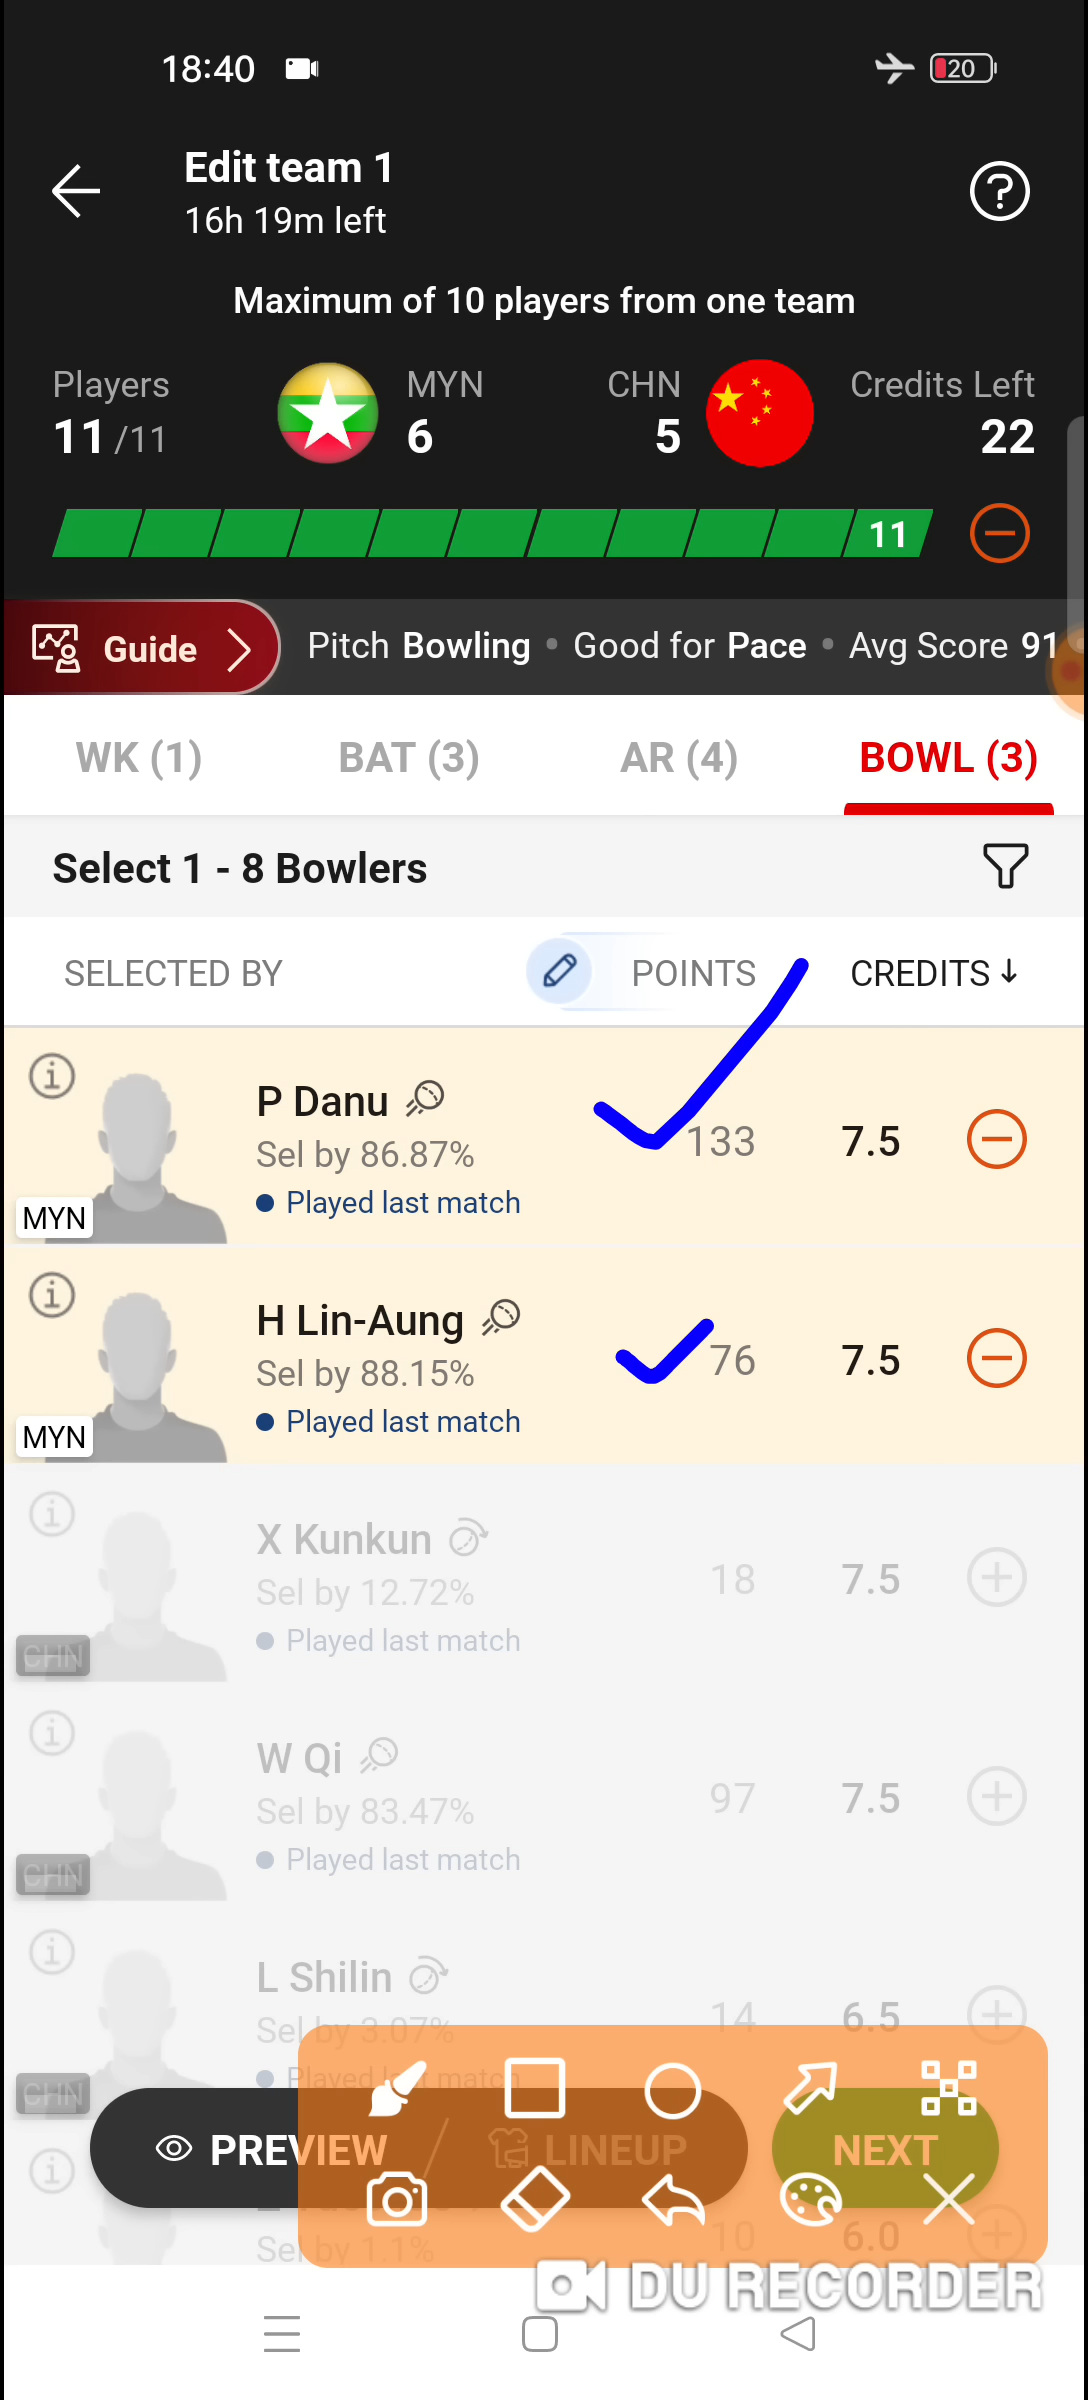 18:40
20
Edit team 1
16h 19m left
Maximum of 10 players from one team
Players MYN CHN Credits Left
11/11 6 5 22
11
Guide Pitch Bowling • Good for Pace • Avg Score 91
WK (1) BAT (3) AR (4) BOWL (3)
Select 1 - 8 Bowlers
SELECTED BY POINTS CREDITS ↓
P Danu
Sel by 86.87% 133 7.5
Played last match
MYN
H Lin-Aung
Sel by 88.15% 76 7.5
Played last match
MYN
X Kunkun
Sel by 12.72% 18 7.5
Played last match
CHN
W Qi
Sel by 83.47% 97 7.5
Played last match
CHN
L Shilin
Sel by 3.07% 14 6.5
Played last match
CHN
PREVIEW LINEUP NEXT
Sel by 1.1% 10 6.0
DU RECORDER